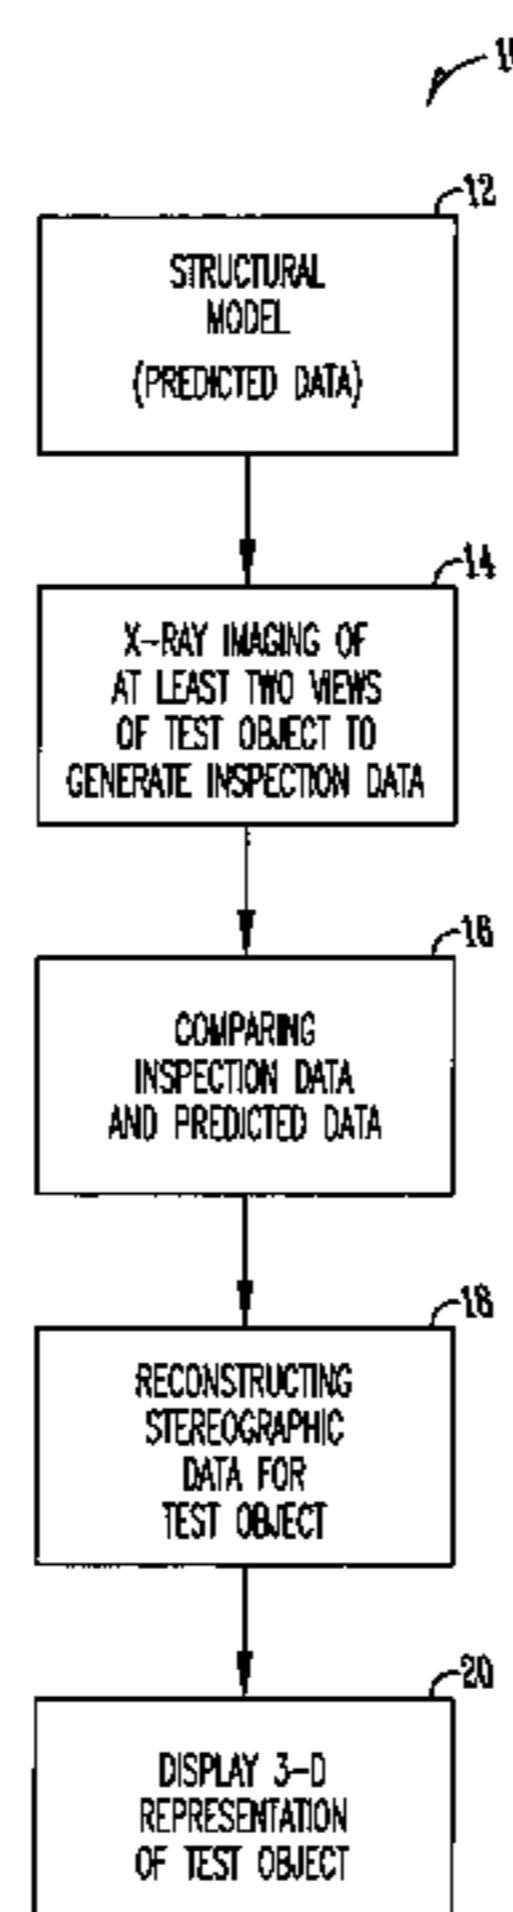 12
STRUCTURAL
MODEL
(PREDICTED DATA)
14
X-RAY IMAGING OF
AT LEAST TWO VIEWS
OF TEST OBJECT TO
GENERATE INSPECTION DATA
16
COMPARING
INSPECTION DATA
AND PREDICTED DATA
18
RECONSTRUCTING
STEREOGRAPHIC
DATA FOR
TEST OBJECT
20
DISPLAY 3-D
REPRESENTATION
OF TEST OBJECT